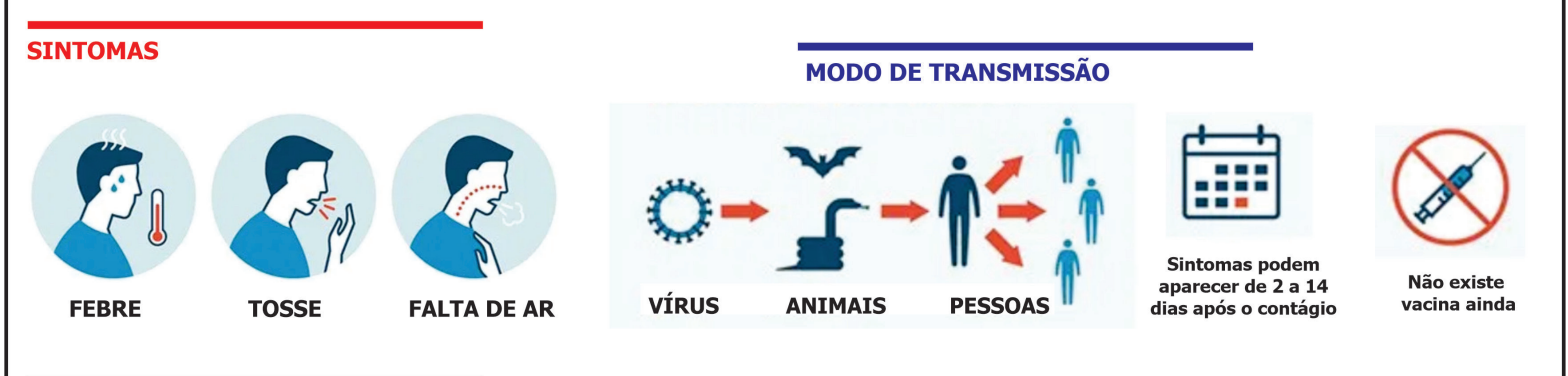 SINTOMAS
FEBRE
TOSSE
FALTA DE AR
MODO DE TRANSMISSÃO
VÍRUS
ANIMAIS
PESSOAS
Sintomas podem
aparecer de 2 a 14
dias após o contágio
Não existe
vacina ainda